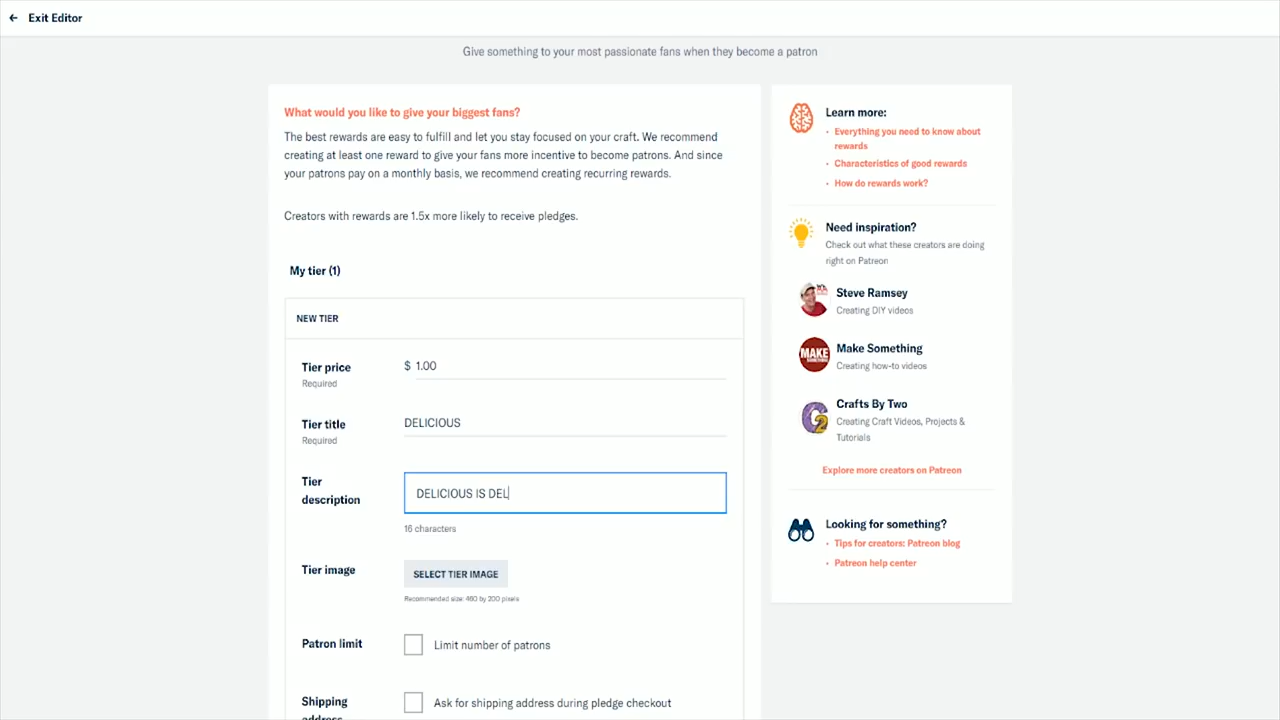 ← Exit Editor
Give something to your most passionate fans when they become a patron
What would you like to give your biggest fans?
The best rewards are easy to fulfill and let you stay focused on your craft. We recommend
creating at least one reward to give your fans more incentive to become patrons. And since
your patrons pay on a monthly basis, we recommend creating recurring rewards.
Creators with rewards are 1.5x more likely to receive pledges.
My tier (1)
NEW TIER
Tier price
Required
$ 1.00
Tier title
Required
DELICIOUS
Tier
description
DELICIOUS IS DEL
16 characters
Tier image
SELECT TIER IMAGE
Recommended size: 460 by 200 pixels
Patron limit
Limit number of patrons
Shipping
address
Ask for shipping address during pledge checkout
Learn more:
• Everything you need to know about
rewards
• Characteristics of good rewards
• How do rewards work?
Need inspiration?
Check out what these creators are doing
right on Patreon
Steve Ramsey
Creating DIY videos
MAKE
SOMETHING
Make Something
Creating how-to videos
C2
Crafts By Two
Creating Craft Videos, Projects &
Tutorials
Explore more creators on Patreon
Looking for something?
• Tips for creators: Patreon blog
• Patreon help center